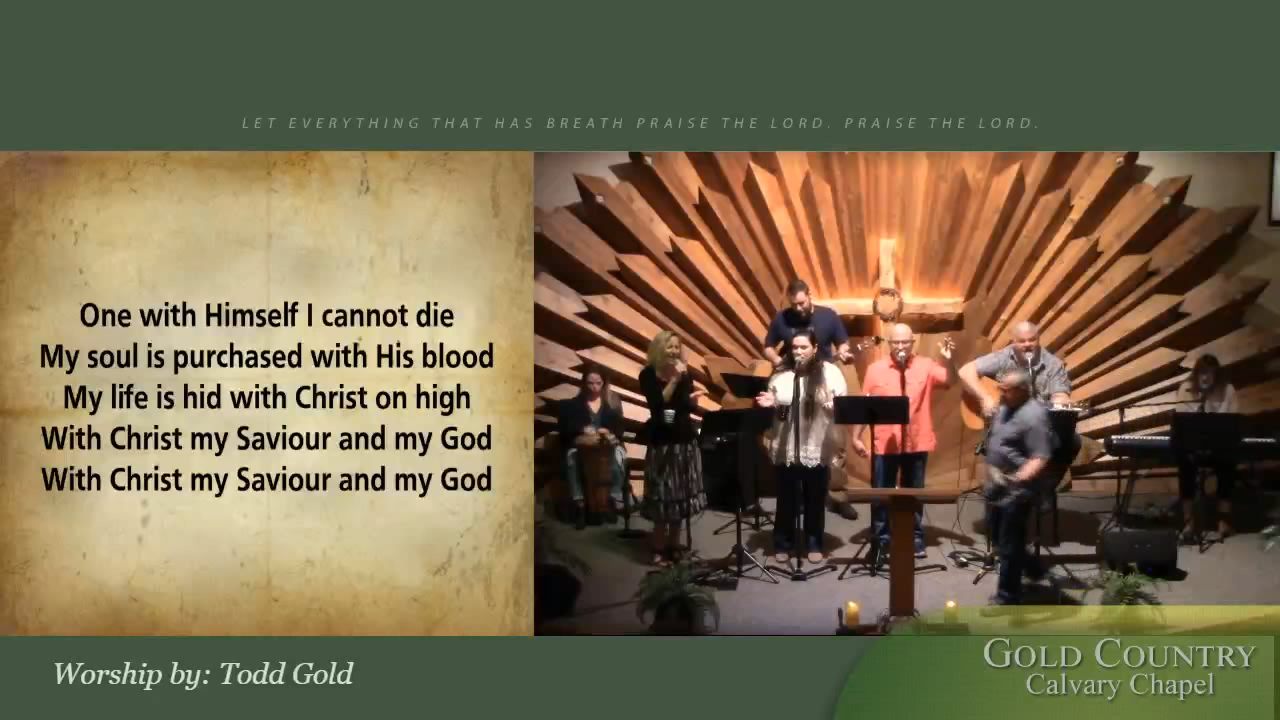 LET EVERYTHING THAT HAS BREATH PRAISE THE LORD. PRAISE THE LORD.
One with Himself I cannot die
My soul is purchased with His blood
My life is hid with Christ on high
With Christ my Saviour and my God
With Christ my Saviour and my God
Worship by: Todd Gold
GOLD COUNTRY
Calvary Chapel